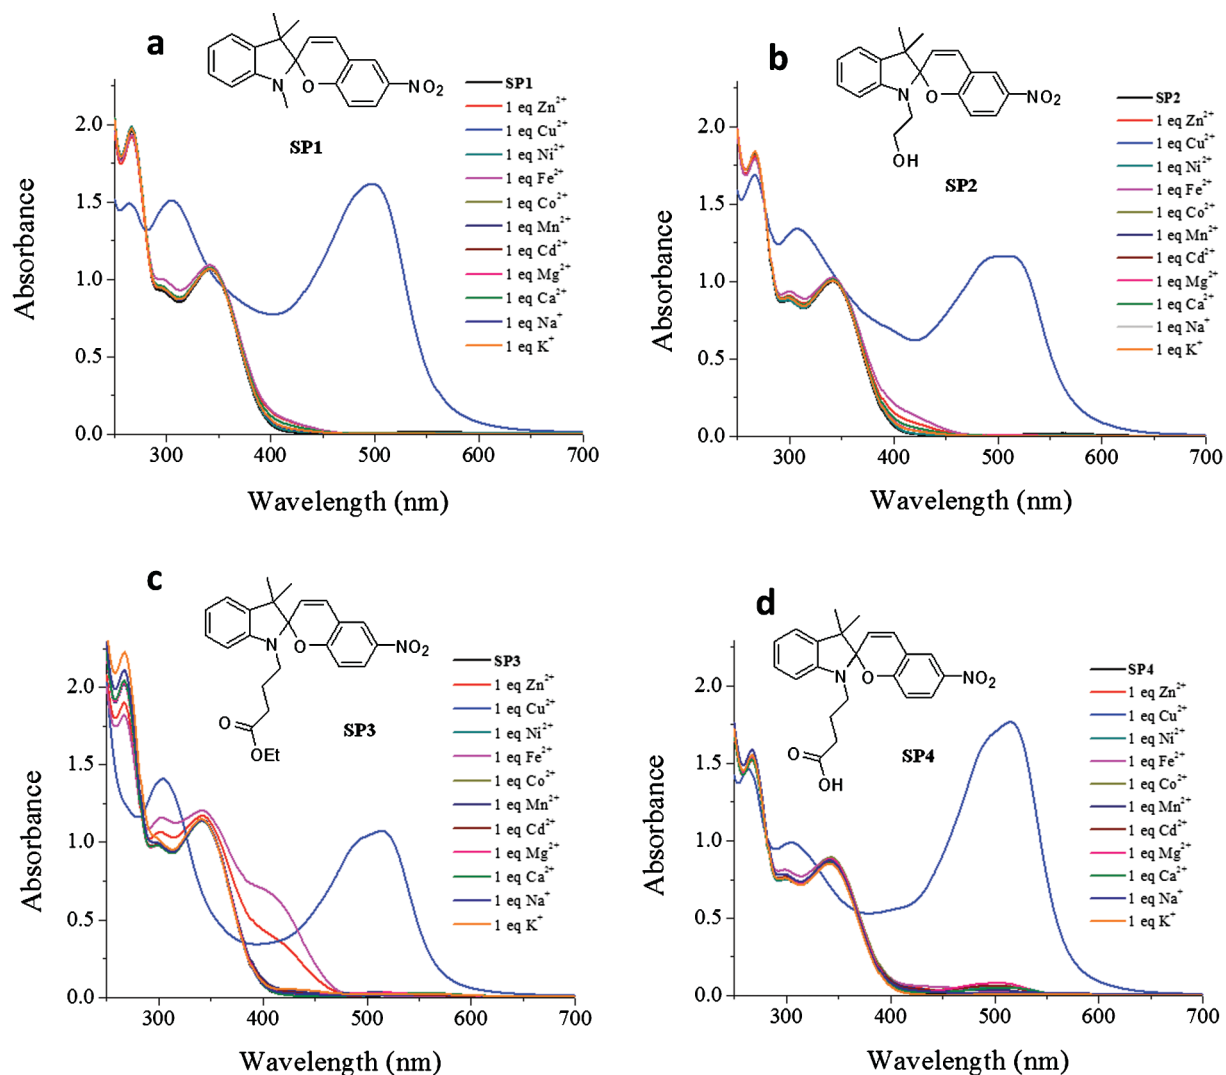 a
N
O
NO2
SP1
SP1
1 eq Zn2+
1 eq Cu2+
1 eq Ni2+
1 eq Fe2+
1 eq Co2+
1 eq Mn2+
1 eq Cd2+
1 eq Mg2+
1 eq Ca2+
1 eq Na+
1 eq K+
2.0
1.5
1.0
0.5
0.0
300
400
500
600
700
Absorbance
Wavelength (nm)
b
N
O
NO2
OH
SP2
SP2
1 eq Zn2+
1 eq Cu2+
1 eq Ni2+
1 eq Fe2+
1 eq Co2+
1 eq Mn2+
1 eq Cd2+
1 eq Mg2+
1 eq Ca2+
1 eq Na+
1 eq K+
2.0
1.5
1.0
0.5
0.0
300
400
500
600
700
Absorbance
Wavelength (nm)
c
N
O
NO2
O
OEt
SP3
SP3
1 eq Zn2+
1 eq Cu2+
1 eq Ni2+
1 eq Fe2+
1 eq Co2+
1 eq Mn2+
1 eq Cd2+
1 eq Mg2+
1 eq Ca2+
1 eq Na+
1 eq K+
2.0
1.5
1.0
0.5
0.0
300
400
500
600
700
Absorbance
Wavelength (nm)
d
N
O
NO2
O
OH
SP4
SP4
1 eq Zn2+
1 eq Cu2+
1 eq Ni2+
1 eq Fe2+
1 eq Co2+
1 eq Mn2+
1 eq Cd2+
1 eq Mg2+
1 eq Ca2+
1 eq Na+
1 eq K+
2.0
1.5
1.0
0.5
0.0
300
400
500
600
700
Absorbance
Wavelength (nm)